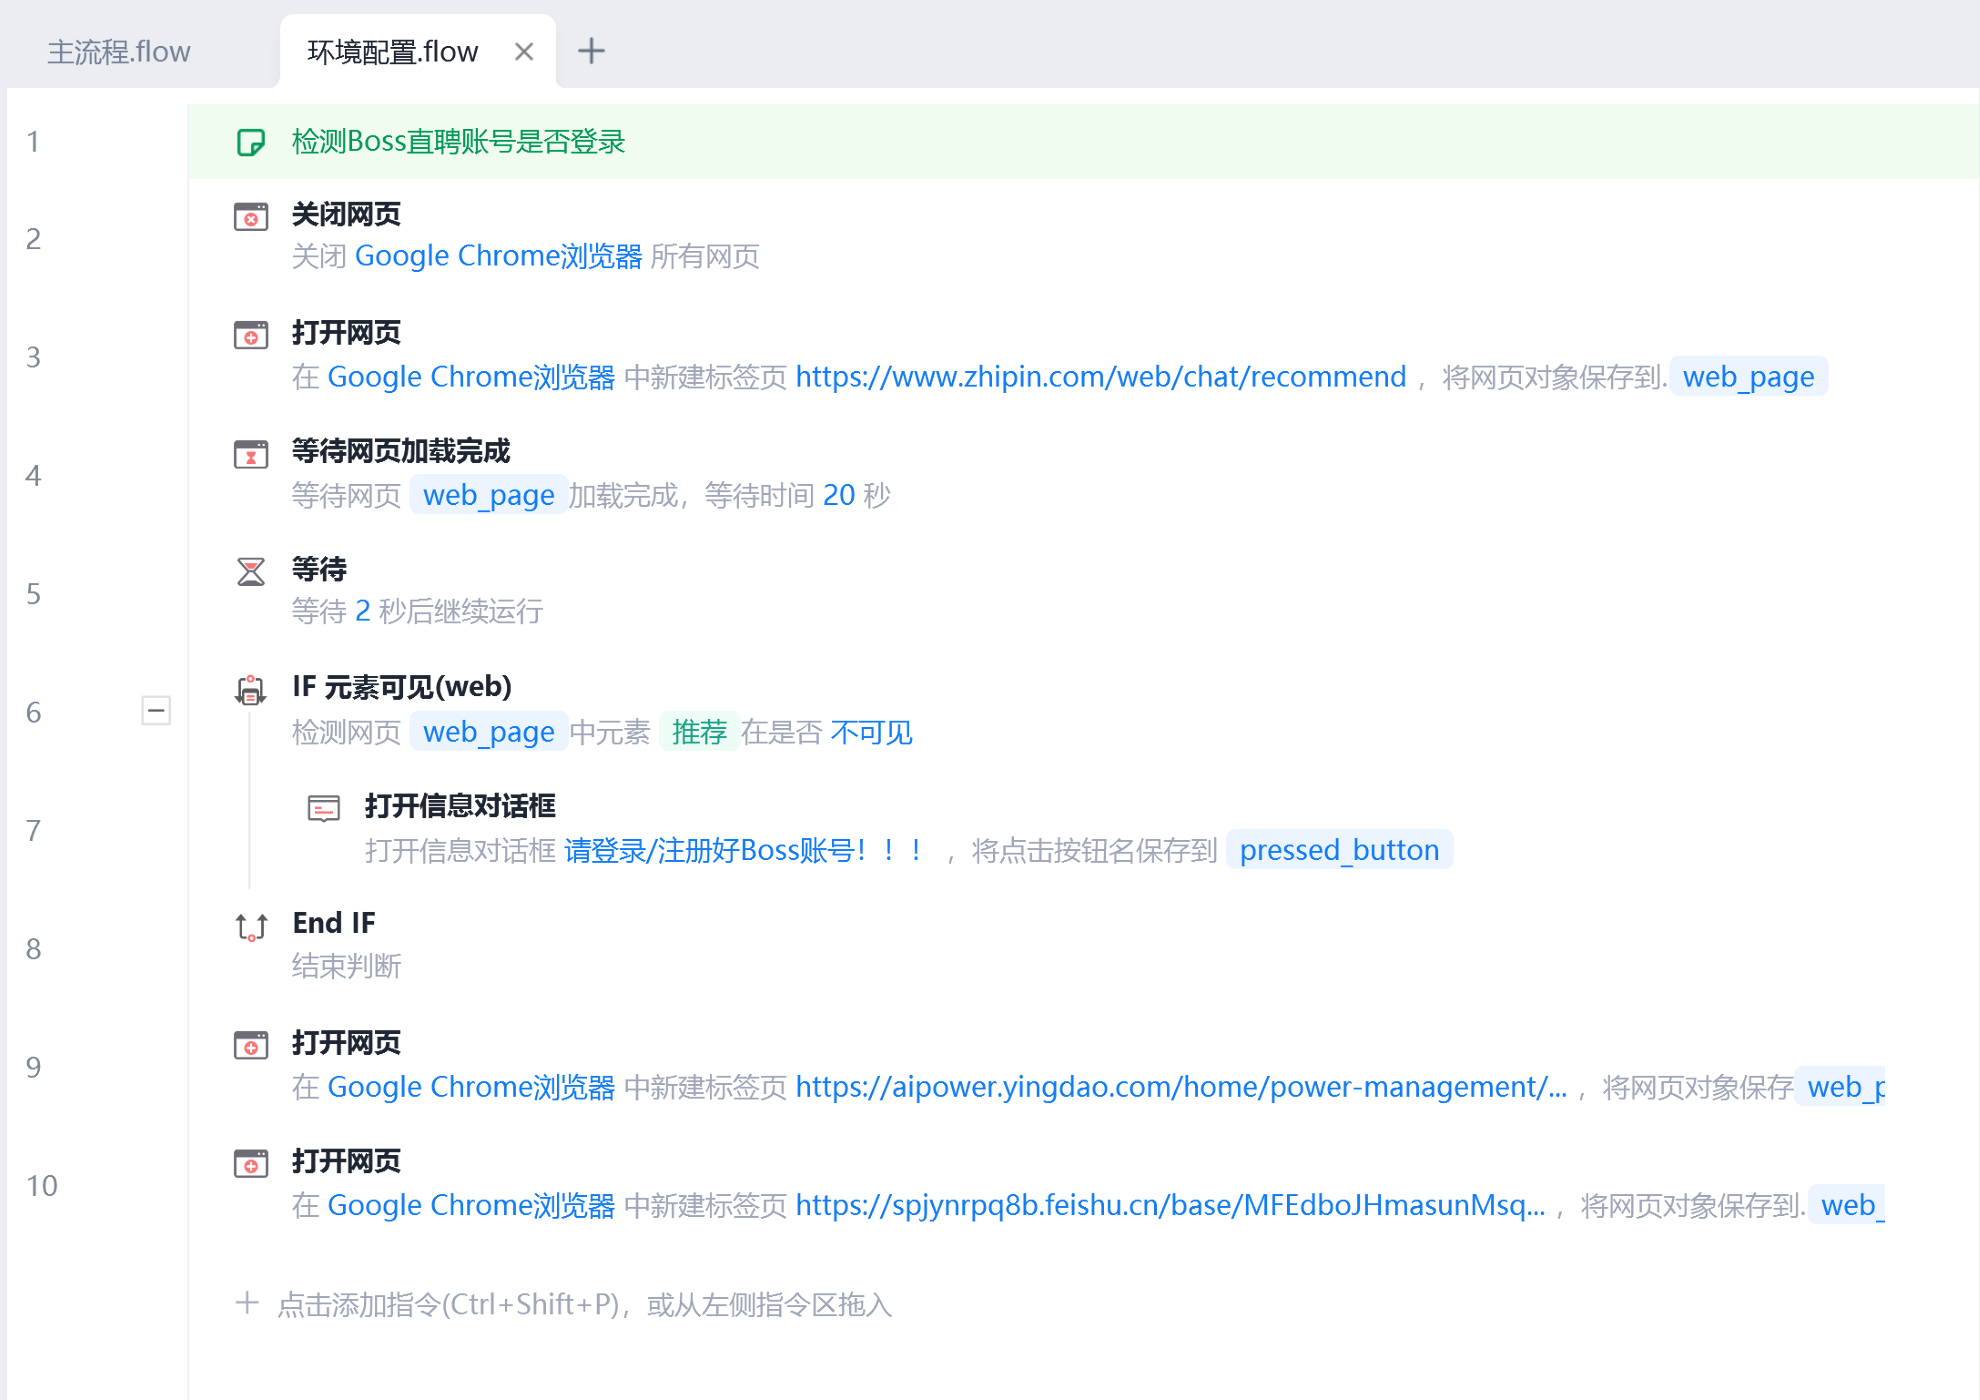 主流程.flow
环境配置.flow
1
检测Boss直聘账号是否登录
2
关闭网页
关闭 Google Chrome浏览器 所有网页
3
打开网页
在 Google Chrome浏览器 中新建标签页 https://www.zhipin.com/web/chat/recommend ，将网页对象保存到. web_page
4
等待网页加载完成
等待网页 web_page 加载完成，等待时间 20 秒
5
等待
等待 2 秒后继续运行
6
IF 元素可见(web)
检测网页 web_page 中元素 推荐 在是否 不可见
7
打开信息对话框
打开信息对话框 请登录/注册好Boss账号！！！ ，将点击按钮名保存到 pressed_button
8
End IF
结束判断
9
打开网页
在 Google Chrome浏览器 中新建标签页 https://aipower.yingdao.com/home/power-management/... ，将网页对象保存 web_p
10
打开网页
在 Google Chrome浏览器 中新建标签页 https://spjynrpq8b.feishu.cn/base/MFEdboJHmasunMsq... ，将网页对象保存到. web_
点击添加指令(Ctrl+Shift+P)，或从左侧指令区拖入